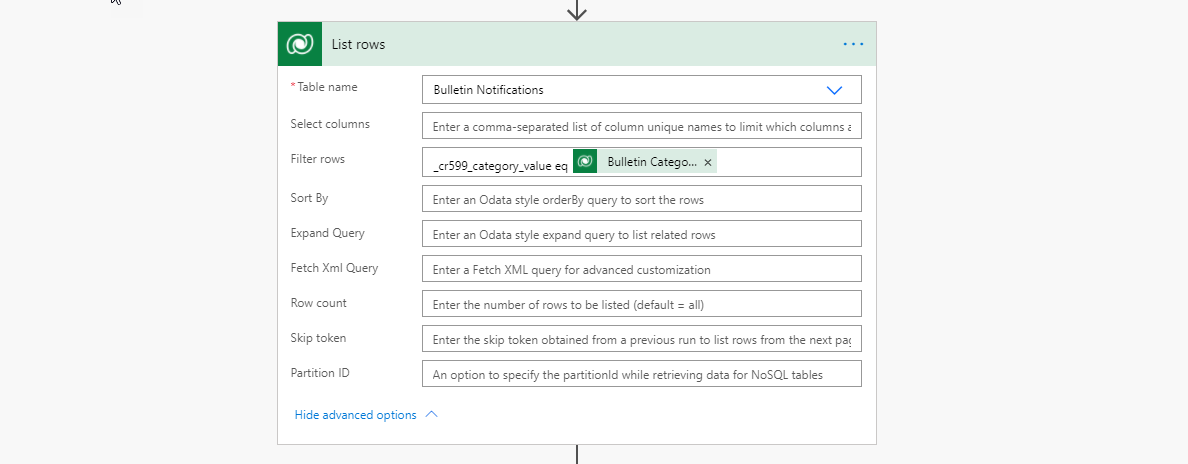 List rows
* Table name
Bulletin Notifications
Select columns
Enter a comma-separated list of column unique names to limit which columns a
Filter rows
_cr599_category_value eq Bulletin Catego... ×
Sort By
Enter an Odata style orderBy query to sort the rows
Expand Query
Enter an Odata style expand query to list related rows
Fetch Xml Query
Enter a Fetch XML query for advanced customization
Row count
Enter the number of rows to be listed (default = all)
Skip token
Enter the skip token obtained from a previous run to list rows from the next pag
Partition ID
An option to specify the partitionId while retrieving data for NoSQL tables
Hide advanced options